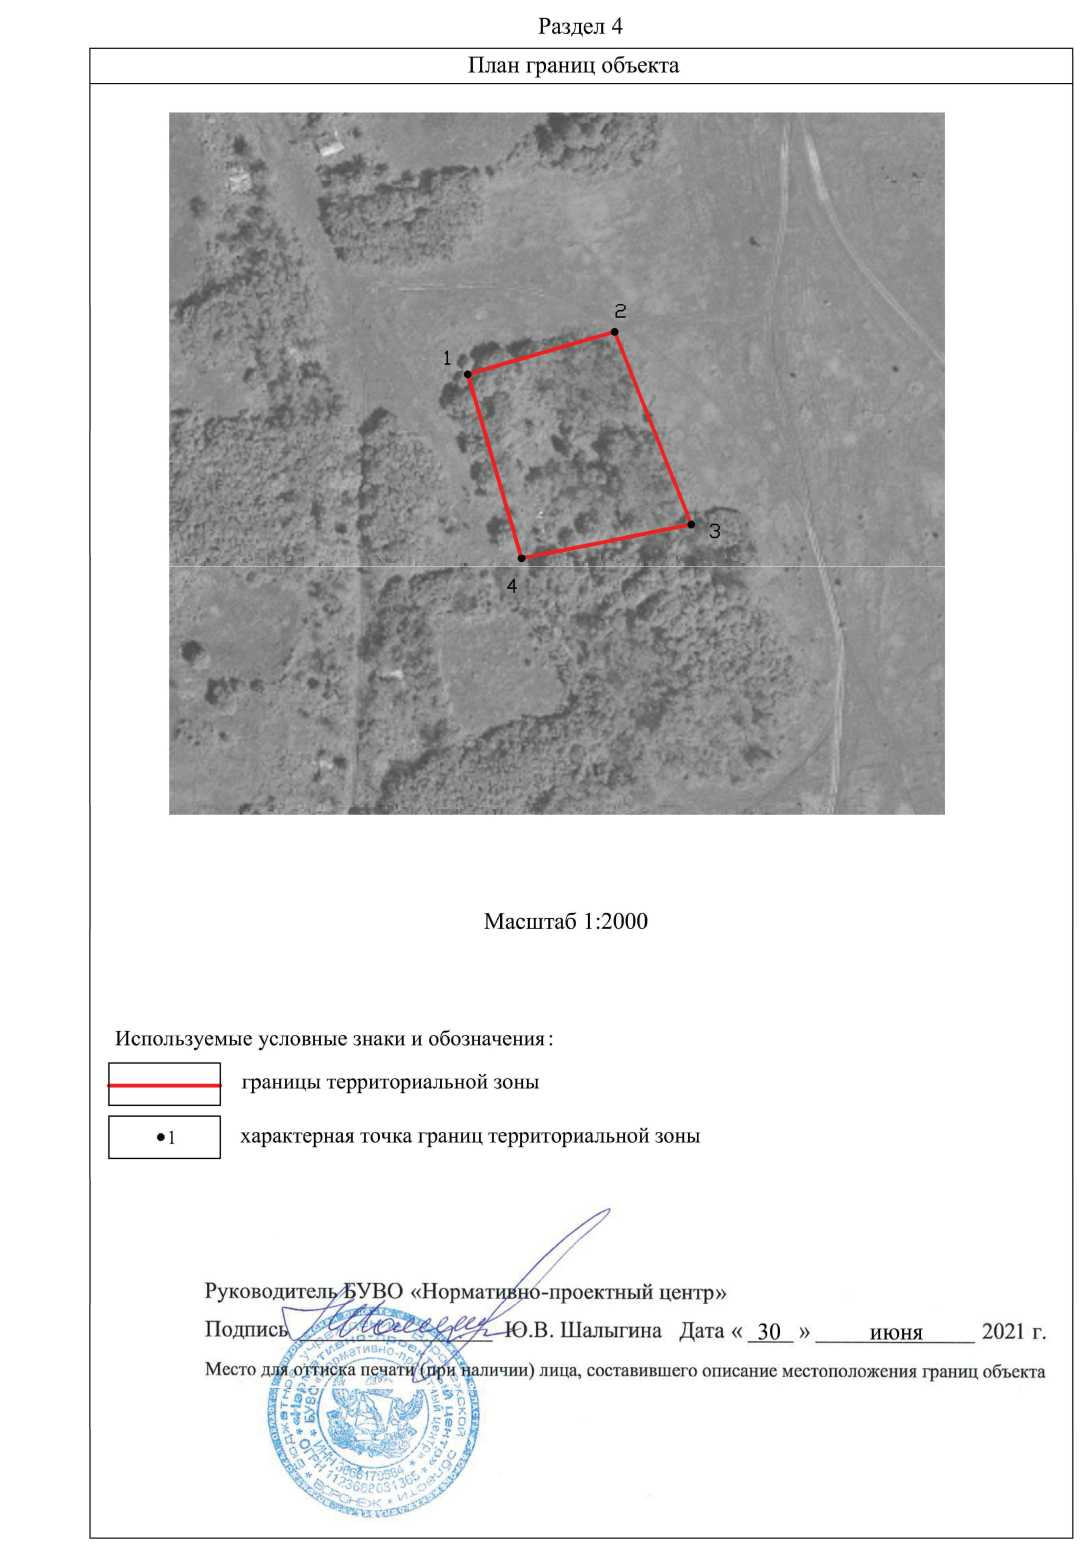 Раздел 4
План границ объекта
2
1
3
4
Масштаб 1:2000
Используемые условные знаки и обозначения:
границы территориальной зоны
1 характерная точка границ территориальной зоны
Руководитель БУВО «Нормативно-проектный центр»
Подпись Ю.В. Шалыгина Дата « 30 » июня 2021 г.
Место для оттиска печати (при наличии) лица, составившего описание местоположения границ объекта